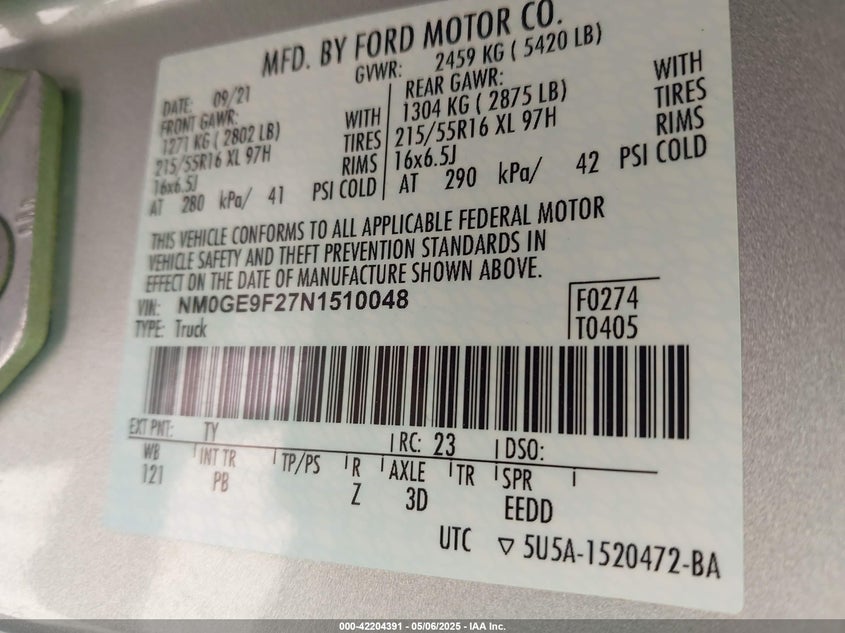 MFD. BY FORD MOTOR CO.
DATE: 09/21
GVWR: 2459 KG ( 5420 LB)
FRONT GAWR:
1271 KG ( 2802 LB) WITH
215/55R16 XL 97H TIRES
16x6.5J RIMS
AT 280 kPa/ 41 PSI COLD
REAR GAWR:
1304 KG ( 2875 LB) WITH
215/55R16 XL 97H TIRES
16x6.5J RIMS
AT 290 kPa/ 42 PSI COLD
THIS VEHICLE CONFORMS TO ALL APPLICABLE FEDERAL MOTOR
VEHICLE SAFETY AND THEFT PREVENTION STANDARDS IN
EFFECT ON THE DATE OF MANUFACTURE SHOWN ABOVE.
VIN: NM0GE9F27N1510048
TYPE: Truck
F0274
T0405
EXT PNT: TY RC: 23 DSO:
WB INT TR TP/PS R AXLE TR SPR
121 PB Z 3D EEDD
UTC ▽ 5U5A-1520472-BA
000-42204391 — 05/06/2025 — IAA Inc.